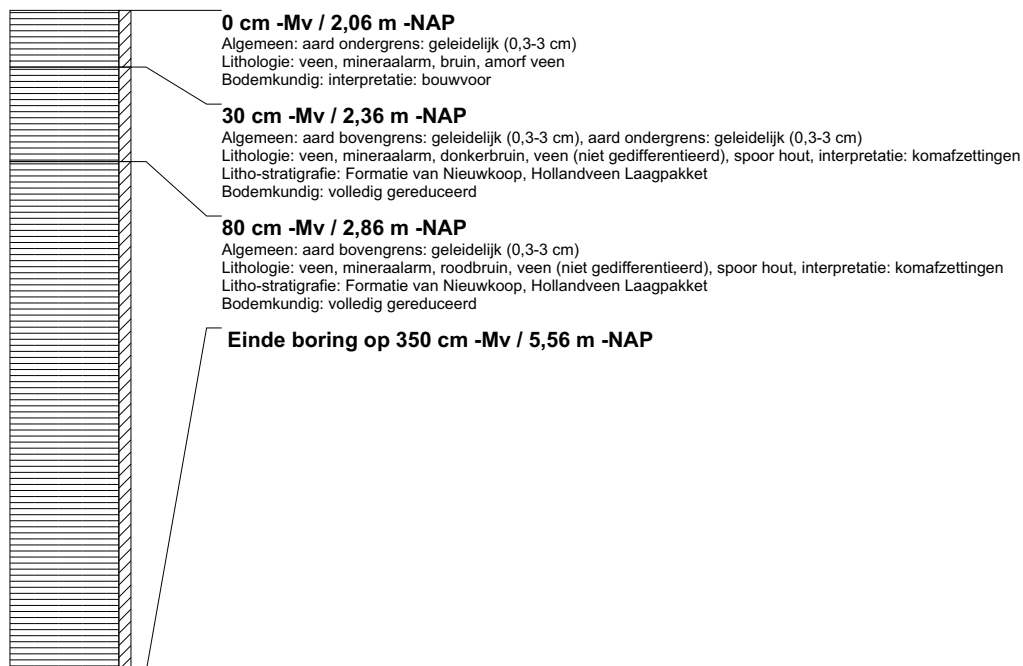 0 cm -Mv / 2,06 m -NAP
Algemeen: aard ondergrens: geleidelijk (0,3-3 cm)
Lithologie: veen, mineraalarm, bruin, amorf veen
Bodemkundig: interpretatie: bouwvoor
30 cm -Mv / 2,36 m -NAP
Algemeen: aard bovengrens: geleidelijk (0,3-3 cm), aard ondergrens: geleidelijk (0,3-3 cm)
Lithologie: veen, mineraalarm, donkerbruin, veen (niet gedifferentieerd), spoor hout, interpretatie: komafzettingen
Litho-stratigrafie: Formatie van Nieuwkoop, Hollandveen Laagpakket
Bodemkundig: volledig gereduceerd
80 cm -Mv / 2,86 m -NAP
Algemeen: aard bovengrens: geleidelijk (0,3-3 cm)
Lithologie: veen, mineraalarm, roodbruin, veen (niet gedifferentieerd), spoor hout, interpretatie: komafzettingen
Litho-stratigrafie: Formatie van Nieuwkoop, Hollandveen Laagpakket
Bodemkundig: volledig gereduceerd
Einde boring op 350 cm -Mv / 5,56 m -NAP